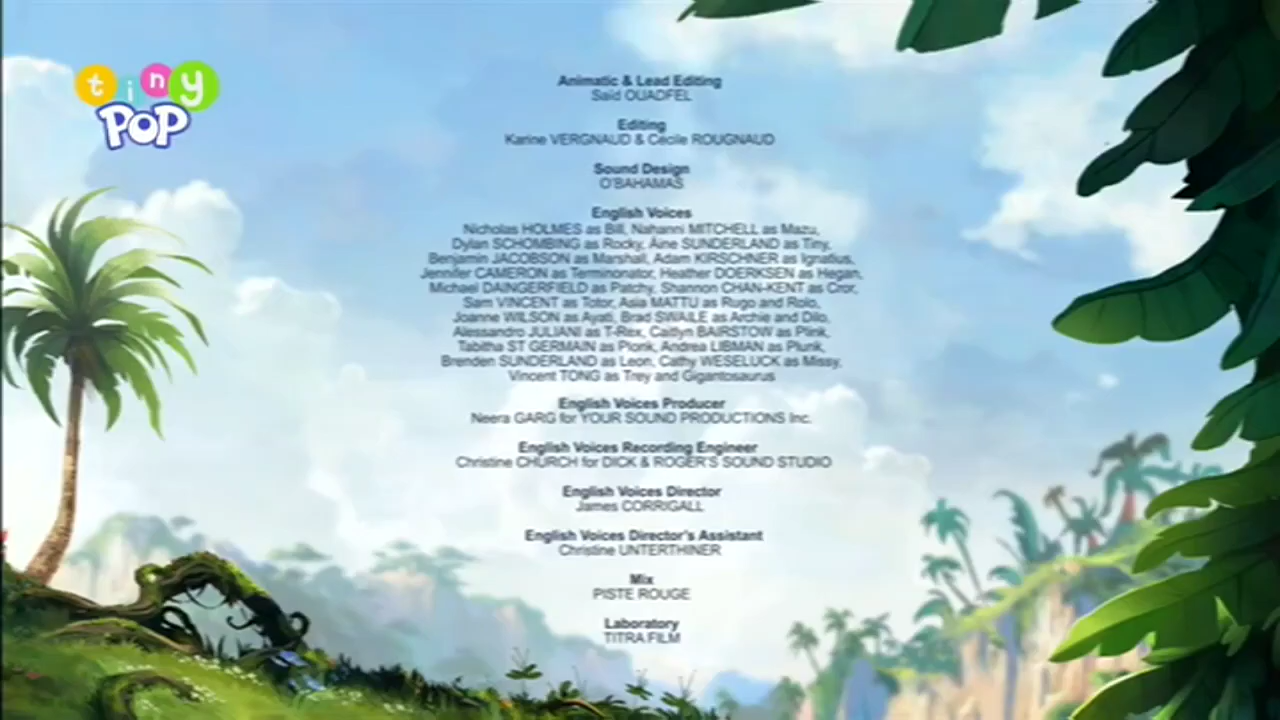 tiny
POP
Animatic & Lead Editing
Saïd OUADFEL
Editing
Karine VERGNAUD & Cécile ROUGNAUD
Sound Design
O'BAHAMAS
English Voices
Nicholas HOLMES as Bill, Nahanni MITCHELL as Mazu,
Dylan SCHOMBING as Rocky, Áine SUNDERLAND as Tiny,
Benjamin JACOBSON as Marshall, Adam KIRSCHNER as Ignatius,
Jennifer CAMERON as Terminonator, Heather DOERKSEN as Hegan,
Michael DAINGERFIELD as Patchy, Shannon CHAN-KENT as Cror,
Sam VINCENT as Totor, Asia MATTU as Rugo and Rolo,
Joanne WILSON as Ayati, Brad SWAILE as Archie and Dilo,
Alessandro JULIANI as T-Rex, Caitlyn BAIRSTOW as Plink,
Tabitha ST GERMAIN as Plonk, Andrea LIBMAN as Plunk,
Brenden SUNDERLAND as Leon, Cathy WESELUCK as Missy,
Vincent TONG as Trey and Gigantosaurus
English Voices Producer
Neera GARG for YOUR SOUND PRODUCTIONS Inc.
English Voices Recording Engineer
Christine CHURCH for DICK & ROGER'S SOUND STUDIO
English Voices Director
James CORRIGALL
English Voices Director's Assistant
Christine UNTERTHINER
Mix
PISTE ROUGE
Laboratory
TITRA FILM